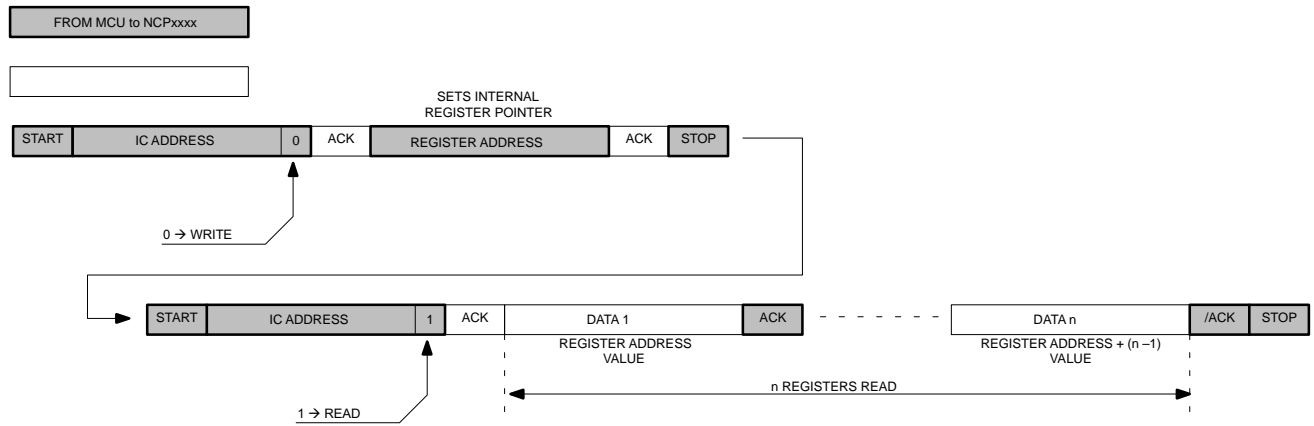 FROM MCU to NCPxxxx
SETS INTERNAL
REGISTER POINTER
START IC ADDRESS 0 ACK REGISTER ADDRESS ACK STOP
0 → WRITE
START IC ADDRESS 1 ACK DATA 1 ACK DATA n /ACK STOP
REGISTER ADDRESS
VALUE
REGISTER ADDRESS + (n –1)
VALUE
n REGISTERS READ
1 → READ